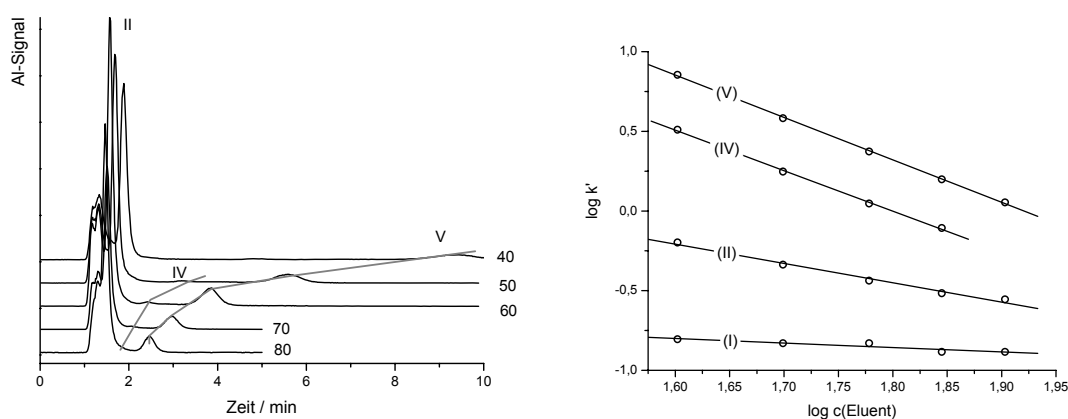 Al-Signal
II
IV
V
40
50
60
70
80
0 2 4 6 8 10
Zeit / min
log k'
1,0
0,5
0,0
-0,5
-1,0
(V)
(IV)
(II)
(I)
1,60 1,65 1,70 1,75 1,80 1,85 1,90 1,95
log c(Eluent)